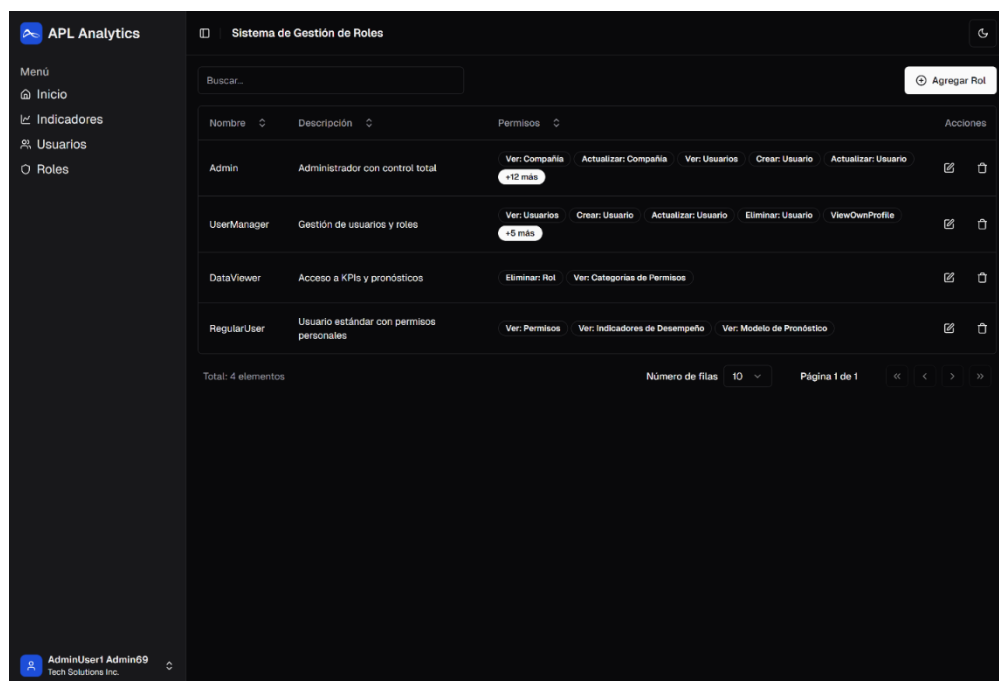 APL Analytics
Sistema de Gestión de Roles
Menú
Inicio
Indicadores
Usuarios
Roles
Buscar...
Agregar Rol
Nombre Descripción Permisos Acciones
Admin Administrador con control total Ver: Compañía Actualizar: Compañía Ver: Usuarios Crear: Usuario Actualizar: Usuario
+12 más
UserManager Gestión de usuarios y roles Ver: Usuarios Crear: Usuario Actualizar: Usuario Eliminar: Usuario ViewOwnProfile
+5 más
DataViewer Acceso a KPIs y pronósticos Eliminar: Rol Ver: Categorías de Permisos
RegularUser Usuario estándar con permisos
personales Ver: Permisos Ver: Indicadores de Desempeño Ver: Modelo de Pronóstico
Total: 4 elementos Número de filas 10 Página 1 de 1
AdminUser1 Admin69
Tech Solutions Inc.